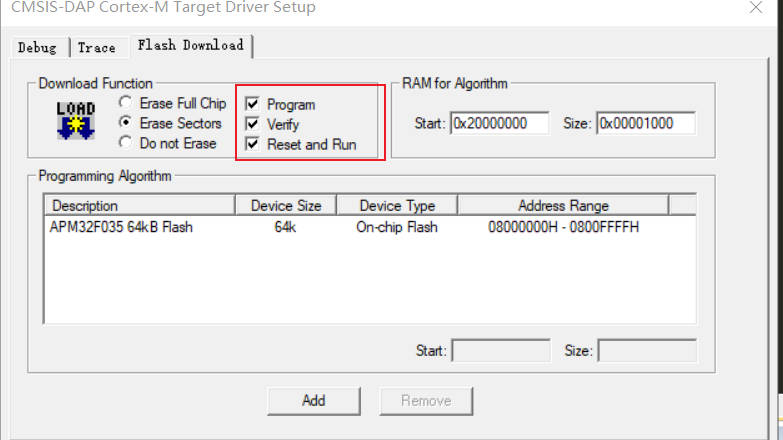 CMSIS-DAP Cortex-M Target Driver Setup
Debug Trace Flash Download
Download Function
LOAD
Erase Full Chip
Erase Sectors
Do not Erase
Program
Verify
Reset and Run
RAM for Algorithm
Start: 0x20000000 Size: 0x00001000
Programming Algorithm
Description Device Size Device Type Address Range
APM32F035 64kB Flash 64k On-chip Flash 08000000H - 0800FFFFH
Start: Size:
Add Remove